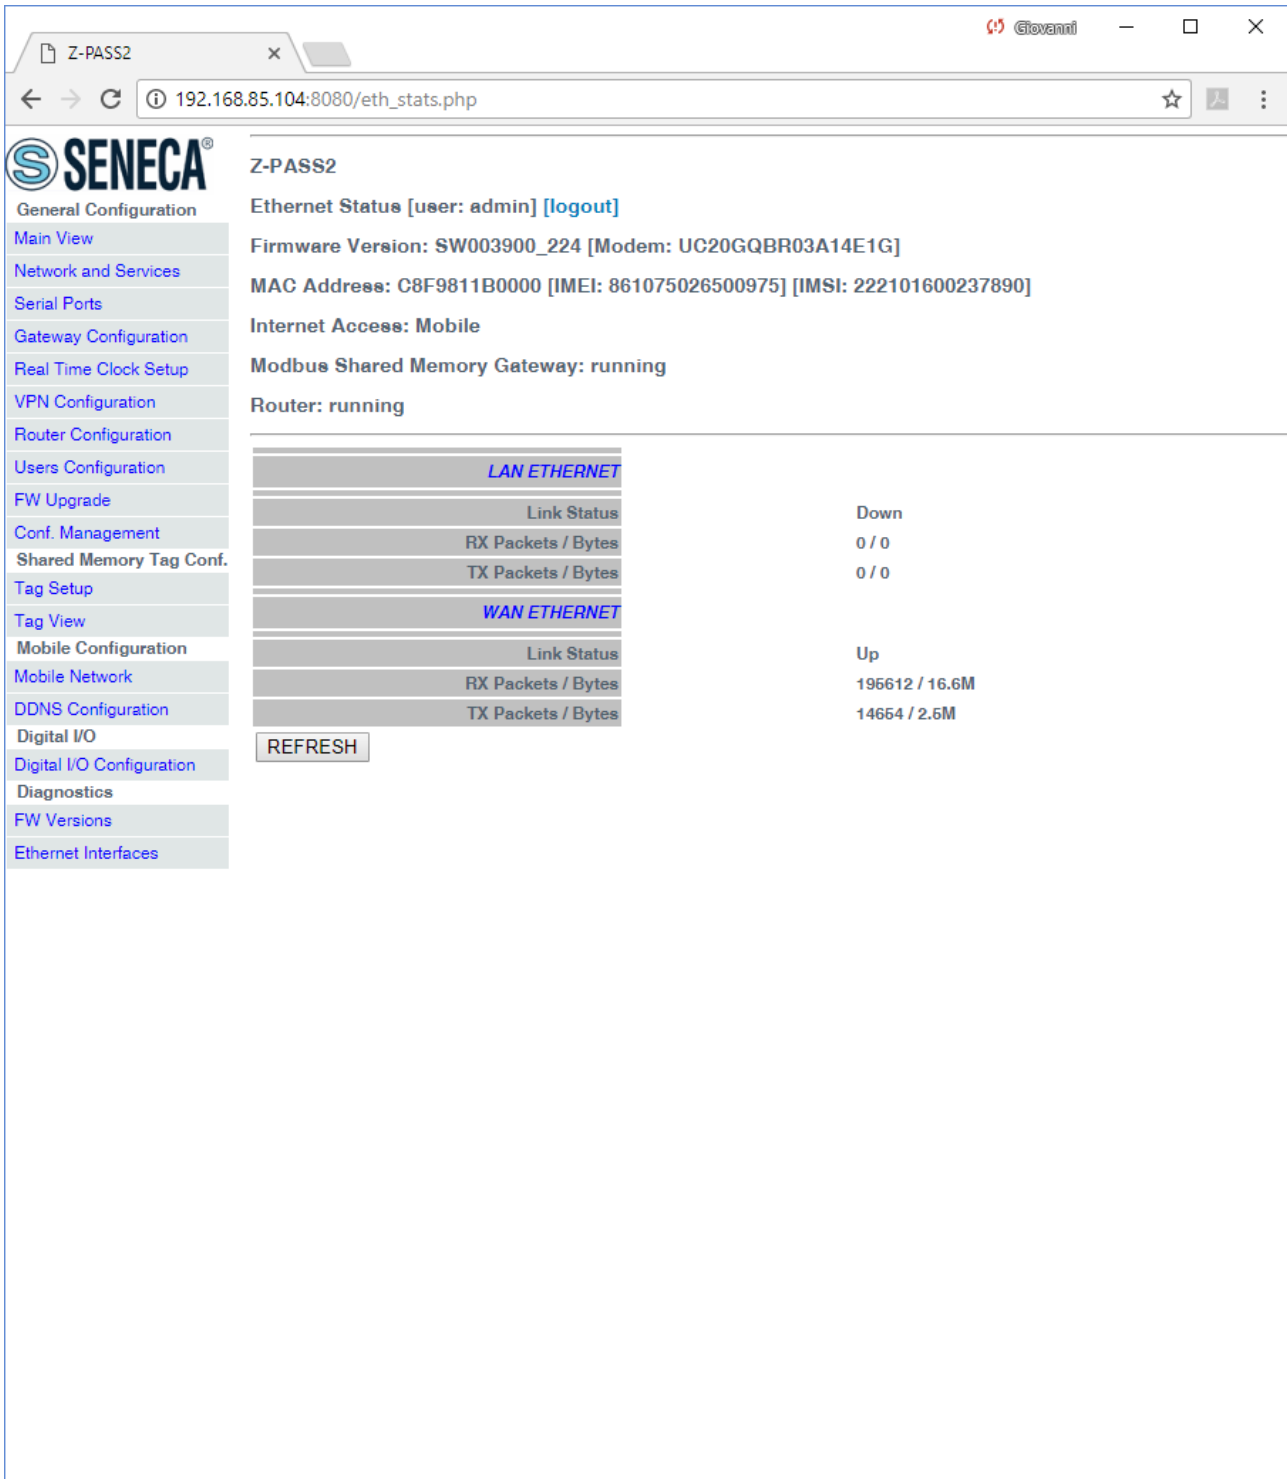 Giovanni
Z-PASS2
192.168.85.104:8080/eth_stats.php
SENECA®
General Configuration
Main View
Network and Services
Serial Ports
Gateway Configuration
Real Time Clock Setup
VPN Configuration
Router Configuration
Users Configuration
FW Upgrade
Conf. Management
Shared Memory Tag Conf.
Tag Setup
Tag View
Mobile Configuration
Mobile Network
DDNS Configuration
Digital I/O
Digital I/O Configuration
Diagnostics
FW Versions
Ethernet Interfaces
Z-PASS2
Ethernet Status [user: admin] [logout]
Firmware Version: SW003900_224 [Modem: UC20GQBR03A14E1G]
MAC Address: C8F9811B0000 [IMEI: 861075026500975] [IMSI: 222101600237890]
Internet Access: Mobile
Modbus Shared Memory Gateway: running
Router: running
LAN ETHERNET
Link Status Down
RX Packets / Bytes 0 / 0
TX Packets / Bytes 0 / 0
WAN ETHERNET
Link Status Up
RX Packets / Bytes 195612 / 16.6M
TX Packets / Bytes 14654 / 2.5M
REFRESH